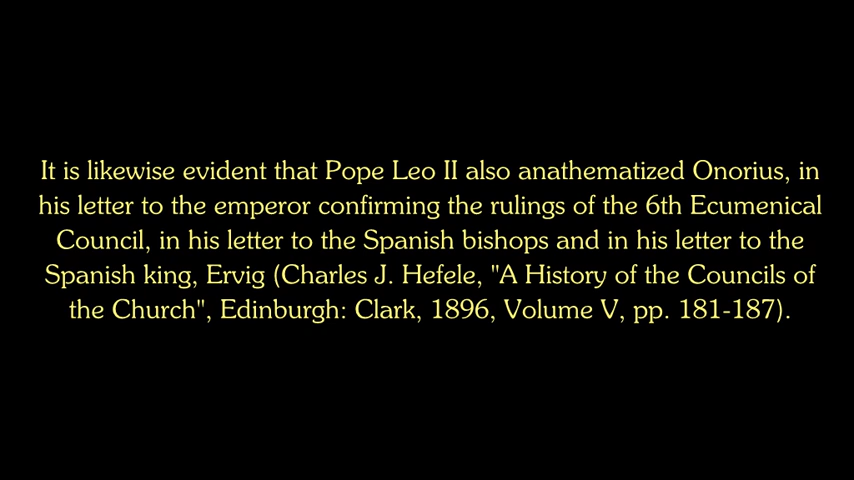 It is likewise evident that Pope Leo II also anathematized Onorius, in
his letter to the emperor confirming the rulings of the 6th Ecumenical
Council, in his letter to the Spanish bishops and in his letter to the
Spanish king, Ervig (Charles J. Hefele, "A History of the Councils of
the Church", Edinburgh: Clark, 1896, Volume V, pp. 181-187).